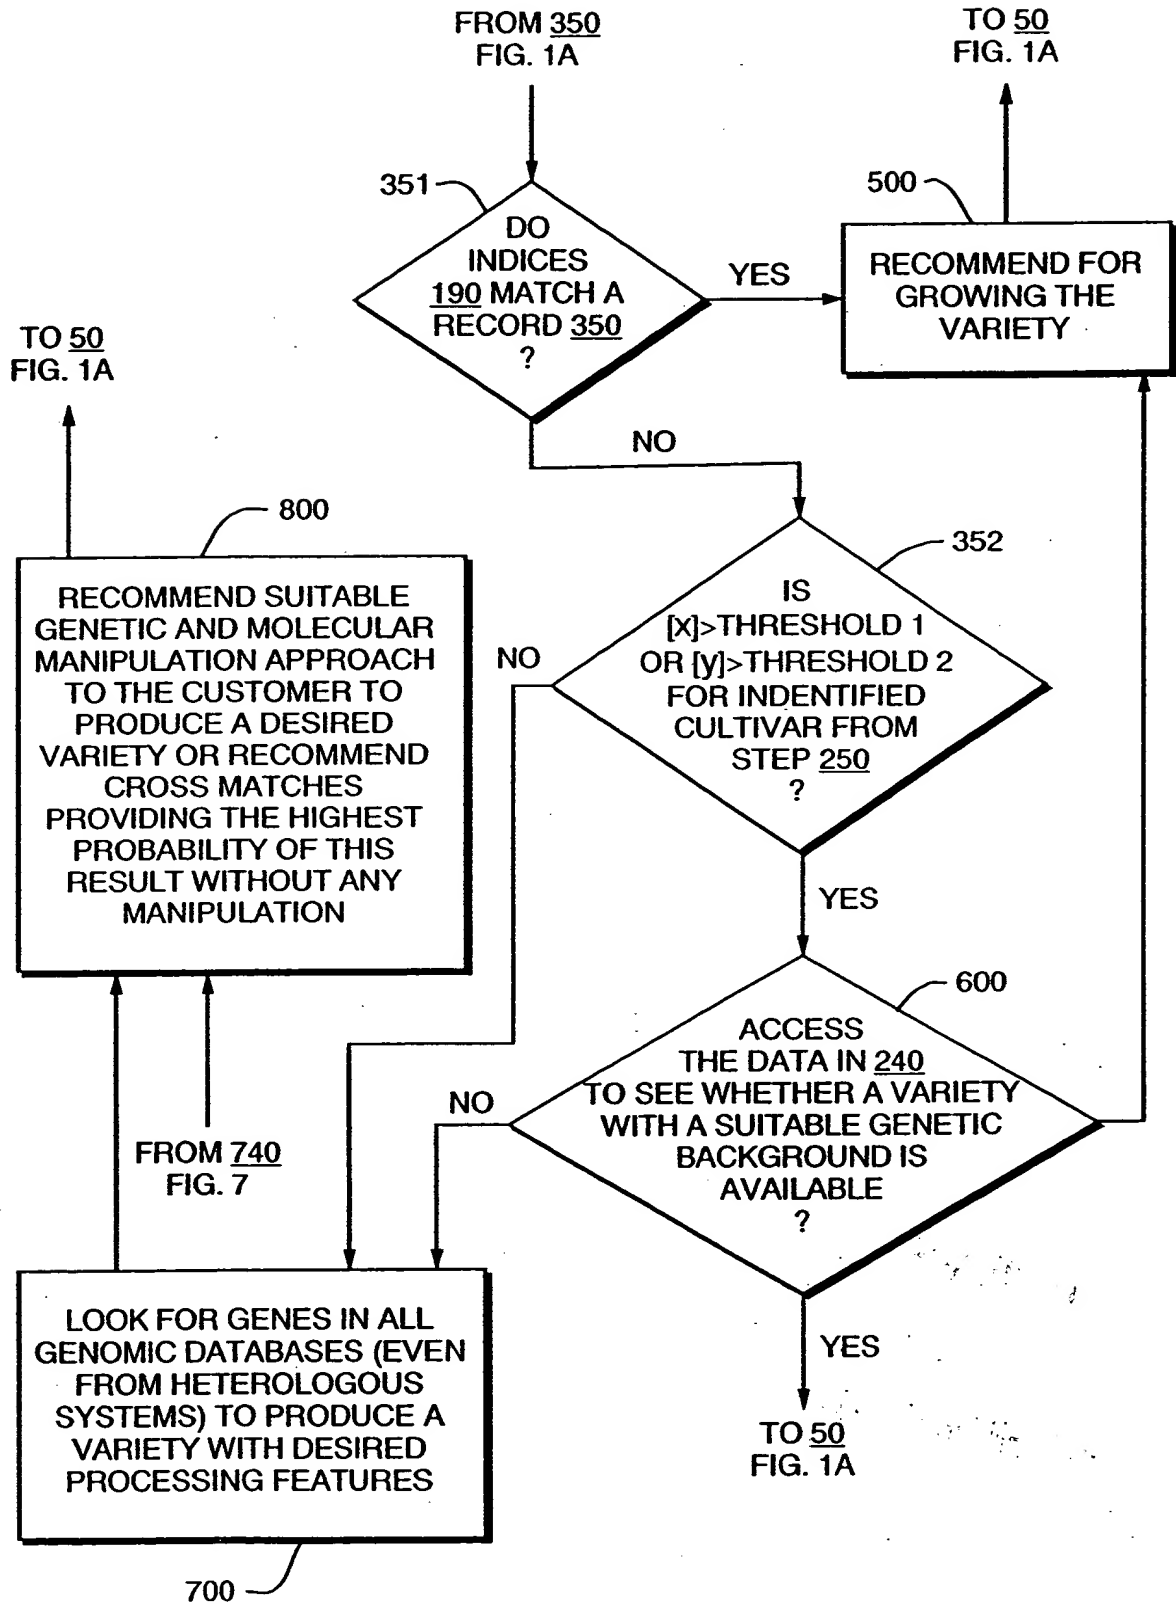 FROM 350
FIG. 1A
TO 50
FIG. 1A
351
DO
INDICES
190 MATCH A
RECORD 350
?
YES
500
RECOMMEND FOR
GROWING THE
VARIETY
TO 50
FIG. 1A
NO
800
RECOMMEND SUITABLE
GENETIC AND MOLECULAR
MANIPULATION APPROACH
TO THE CUSTOMER TO
PRODUCE A DESIRED
VARIETY OR RECOMMEND
CROSS MATCHES
PROVIDING THE HIGHEST
PROBABILITY OF THIS
RESULT WITHOUT ANY
MANIPULATION
352
IS
[x]>THRESHOLD 1
OR [y]>THRESHOLD 2
FOR INDENTIFIED
CULTIVAR FROM
STEP 250
?
NO
YES
600
ACCESS
THE DATA IN 240
TO SEE WHETHER A VARIETY
WITH A SUITABLE GENETIC
BACKGROUND IS
AVAILABLE
?
NO
FROM 740
FIG. 7
YES
TO 50
FIG. 1A
LOOK FOR GENES IN ALL
GENOMIC DATABASES (EVEN
FROM HETEROLOGOUS
SYSTEMS) TO PRODUCE A
VARIETY WITH DESIRED
PROCESSING FEATURES
700